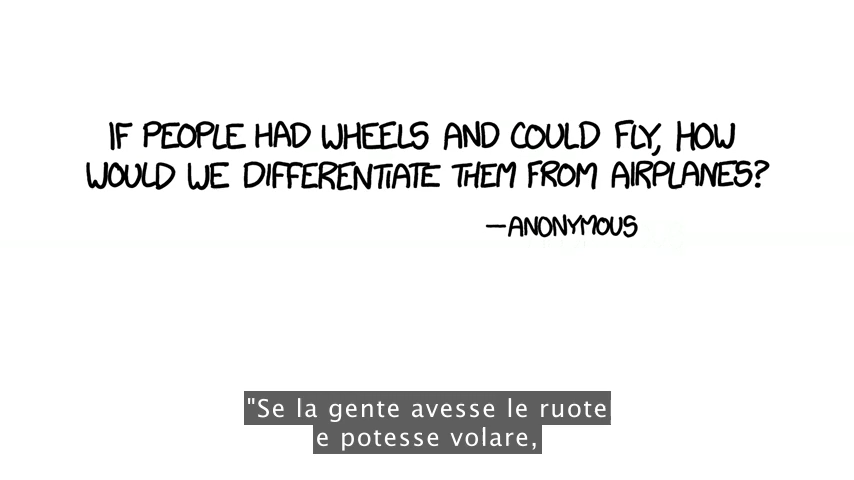 IF PEOPLE HAD WHEELS AND COULD FLY, HOW
WOULD WE DIFFERENTIATE THEM FROM AIRPLANES?
—ANONYMOUS
"Se la gente avesse le ruote
e potesse volare,